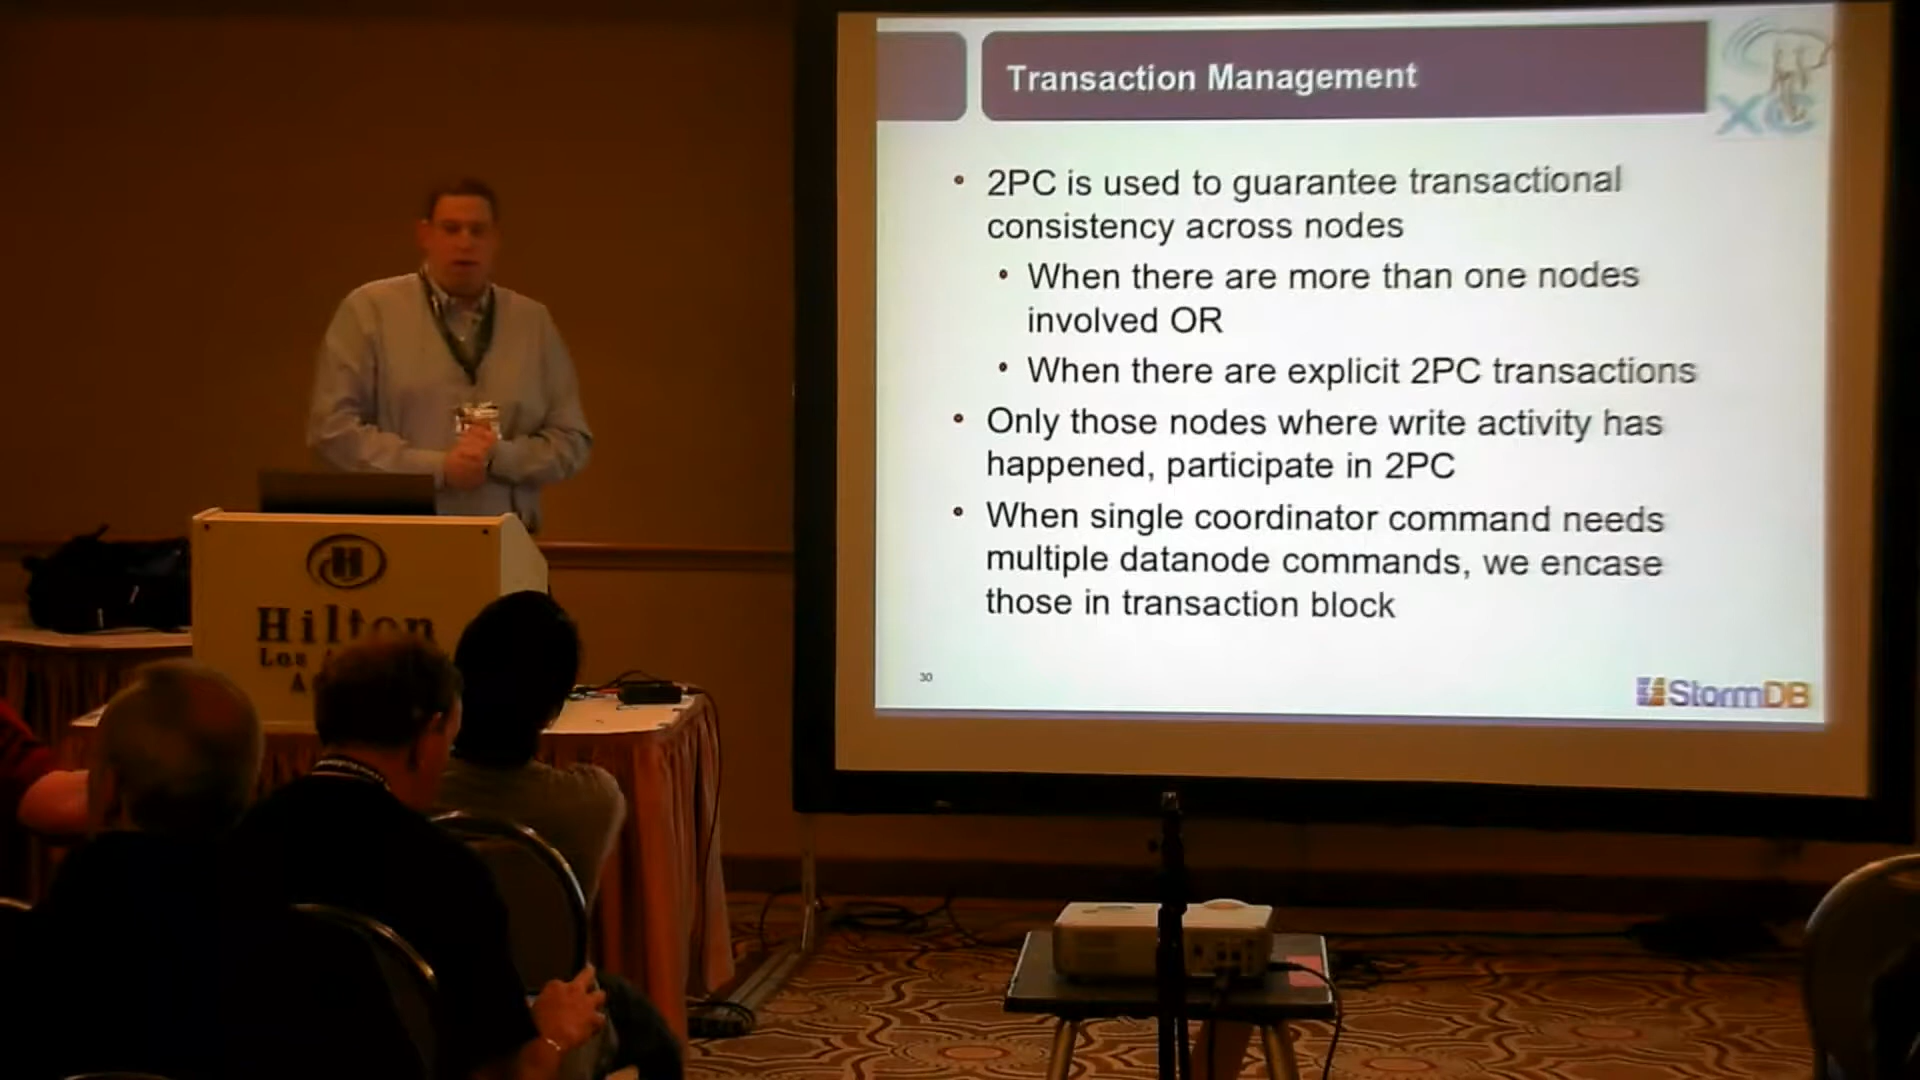 Transaction Management
XC
• 2PC is used to guarantee transactional
consistency across nodes
• When there are more than one nodes
involved OR
• When there are explicit 2PC transactions
• Only those nodes where write activity has
happened, participate in 2PC
• When single coordinator command needs
multiple datanode commands, we encase
those in transaction block
30
StormDB
H
Hilton
Los